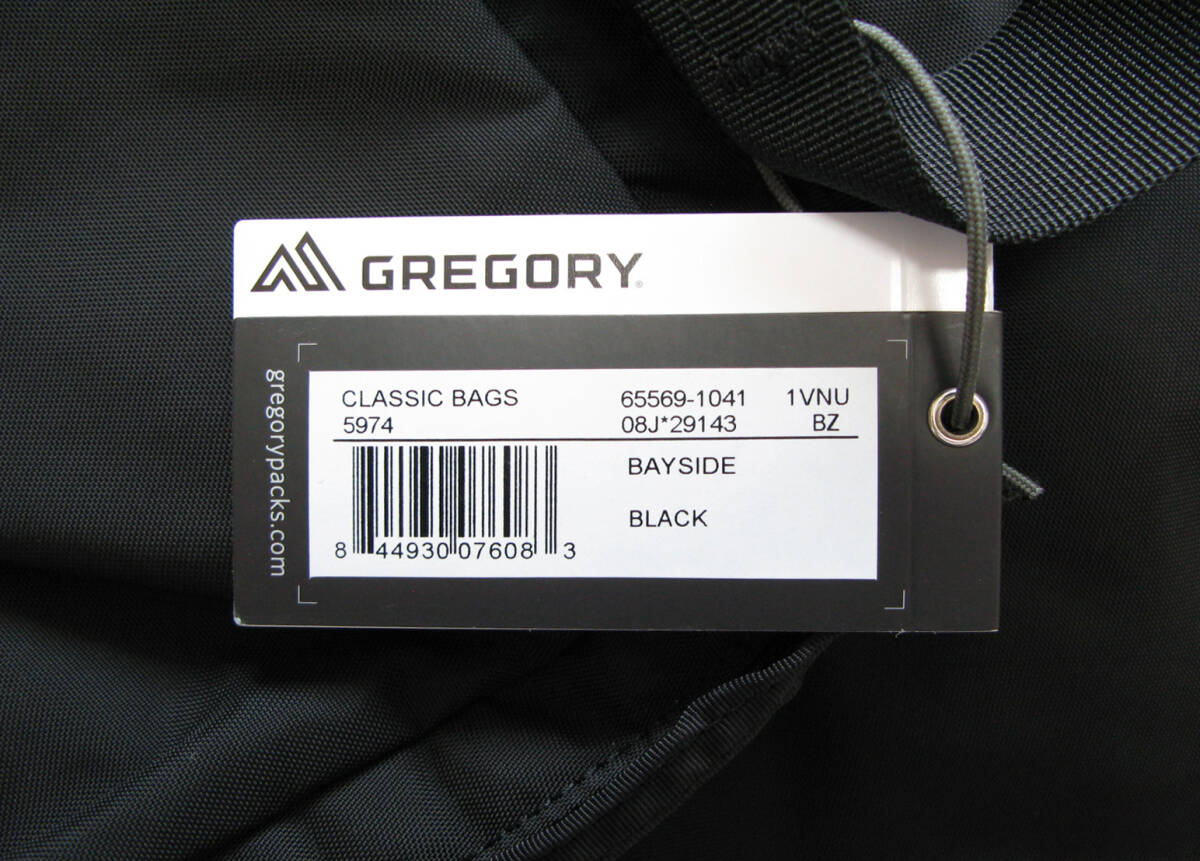 GREGORY
gregorypacks.com
CLASSIC BAGS 65569-1041 1VNU
5974 08J*29143 BZ
BAYSIDE
BLACK
8 44930 07608 3